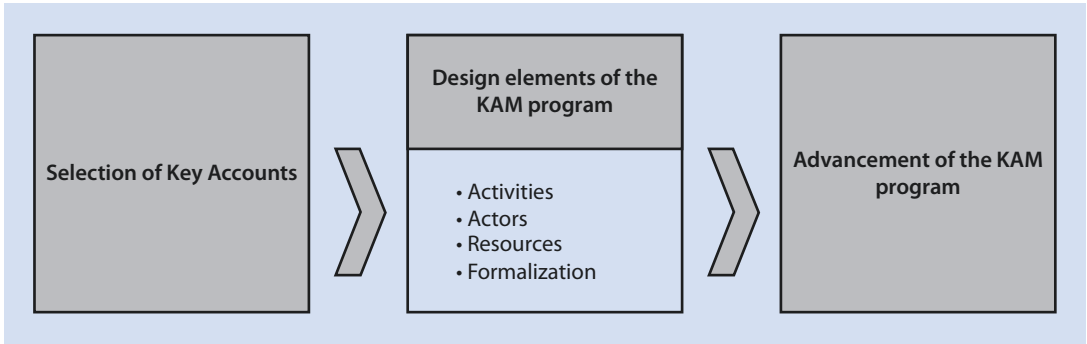 Selection of Key Accounts
Design elements of the
KAM program
• Activities
• Actors
• Resources
• Formalization
Advancement of the KAM
program